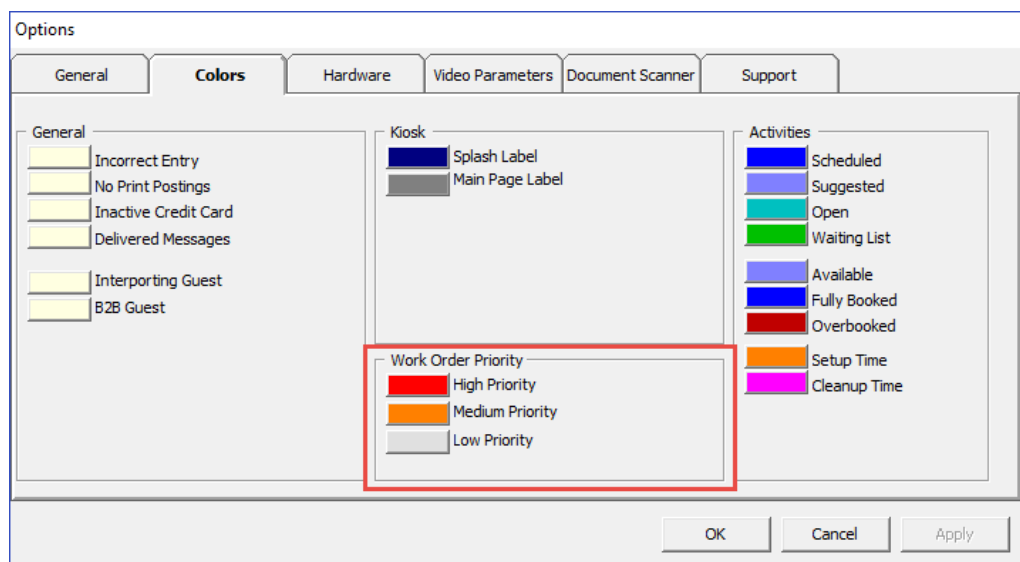 Options
General
Colors
Hardware
Video Parameters
Document Scanner
Support
General
Incorrect Entry
No Print Postings
Inactive Credit Card
Delivered Messages
Interporting Guest
B2B Guest
Kiosk
Splash Label
Main Page Label
Work Order Priority
High Priority
Medium Priority
Low Priority
Activities
Scheduled
Suggested
Open
Waiting List
Available
Fully Booked
Overbooked
Setup Time
Cleanup Time
OK
Cancel
Apply